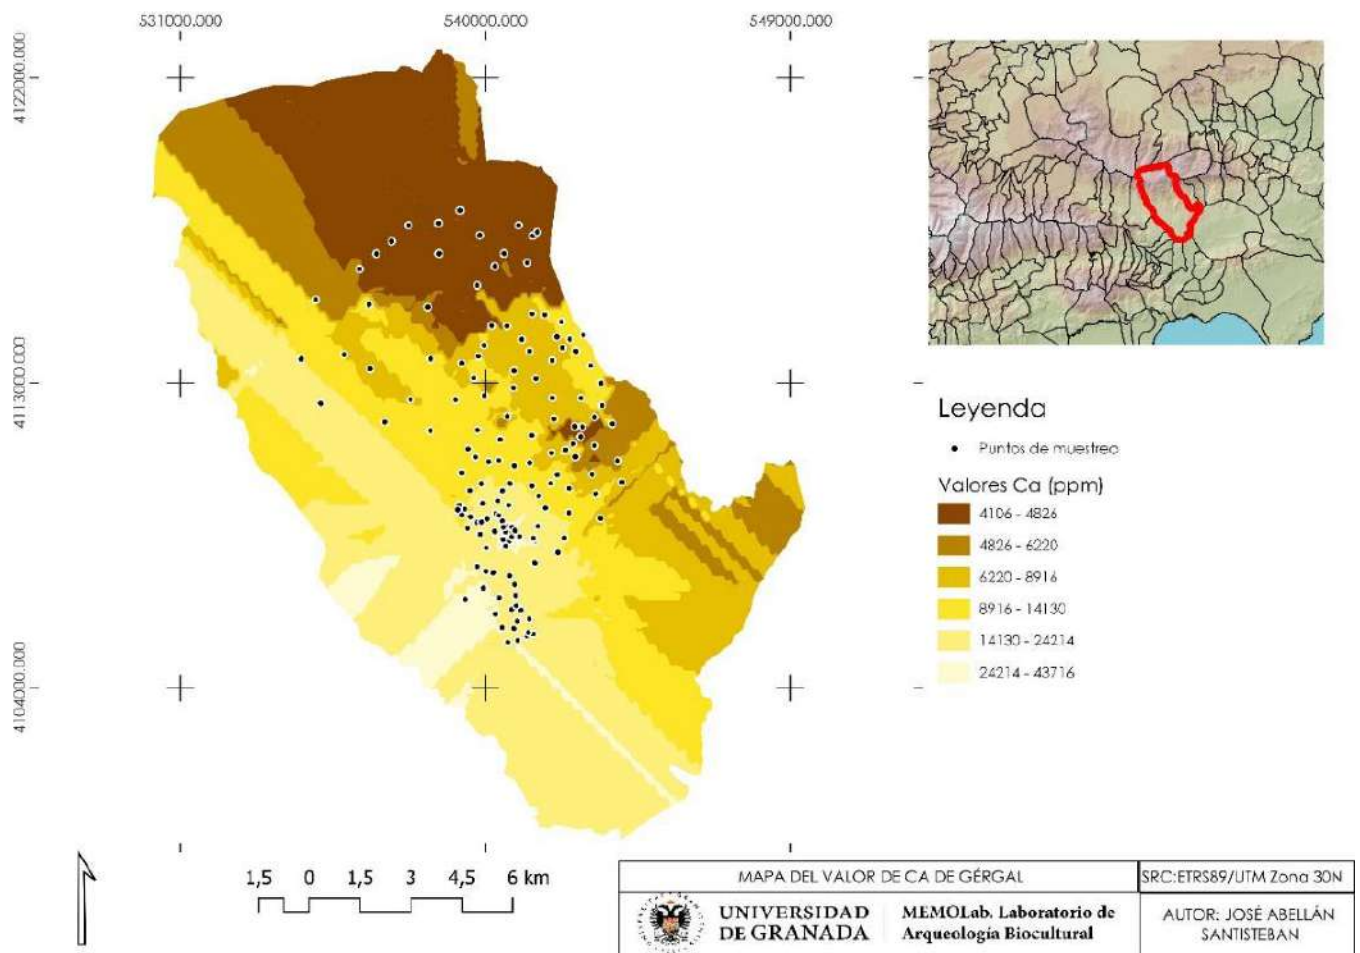 531000.000
540000.000
549000.000
4122000.000
4113000.000
4104000.000
Leyenda
Puntos de muestreo
Valores Ca (ppm)
4106 - 4826
4826 - 6220
6220 - 8916
8916 - 14130
14130 - 24214
24214 - 43716
1,5 0 1,5 3 4,5 6 km
MAPA DEL VALOR DE CA DE GÉRGAL
SRC:ETRS89/UTM Zona 30N
UNIVERSIDAD
DE GRANADA
MEMOLab. Laboratorio de
Arqueología Biocultural
AUTOR: JOSÉ ABELLÁN
SANTISTEBAN